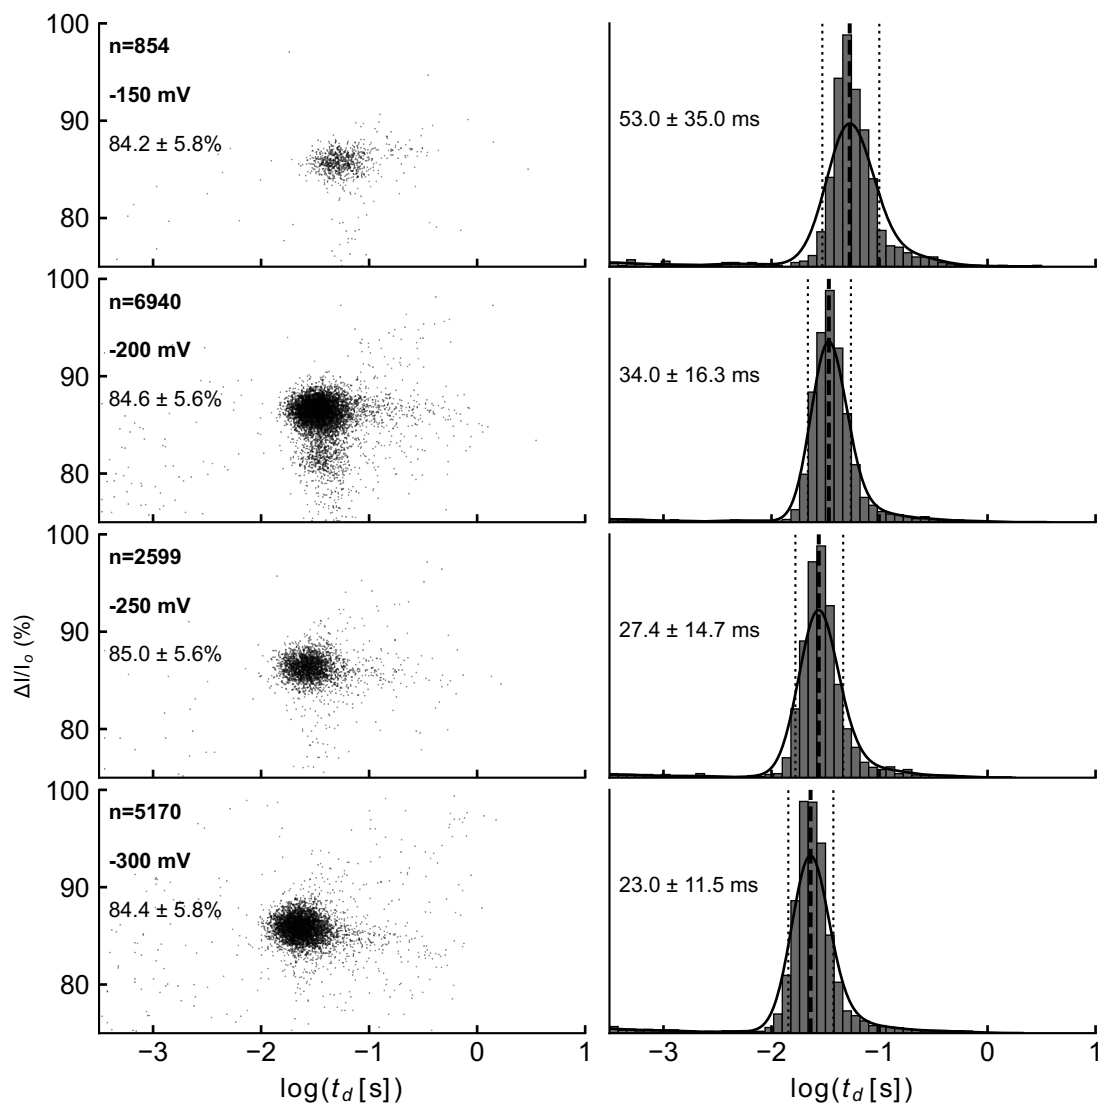 100
n=854
-150 mV
90
84.2 ± 5.8%
80
53.0 ± 35.0 ms
100
n=6940
-200 mV
90
84.6 ± 5.6%
80
34.0 ± 16.3 ms
100
n=2599
-250 mV
90
85.0 ± 5.6%
80
27.4 ± 14.7 ms
ΔI/Iₒ (%)
100
n=5170
-300 mV
90
84.4 ± 5.8%
80
23.0 ± 11.5 ms
−3 −2 −1 0 1
−3 −2 −1 0 1
log(t_d [s])
log(t_d [s])